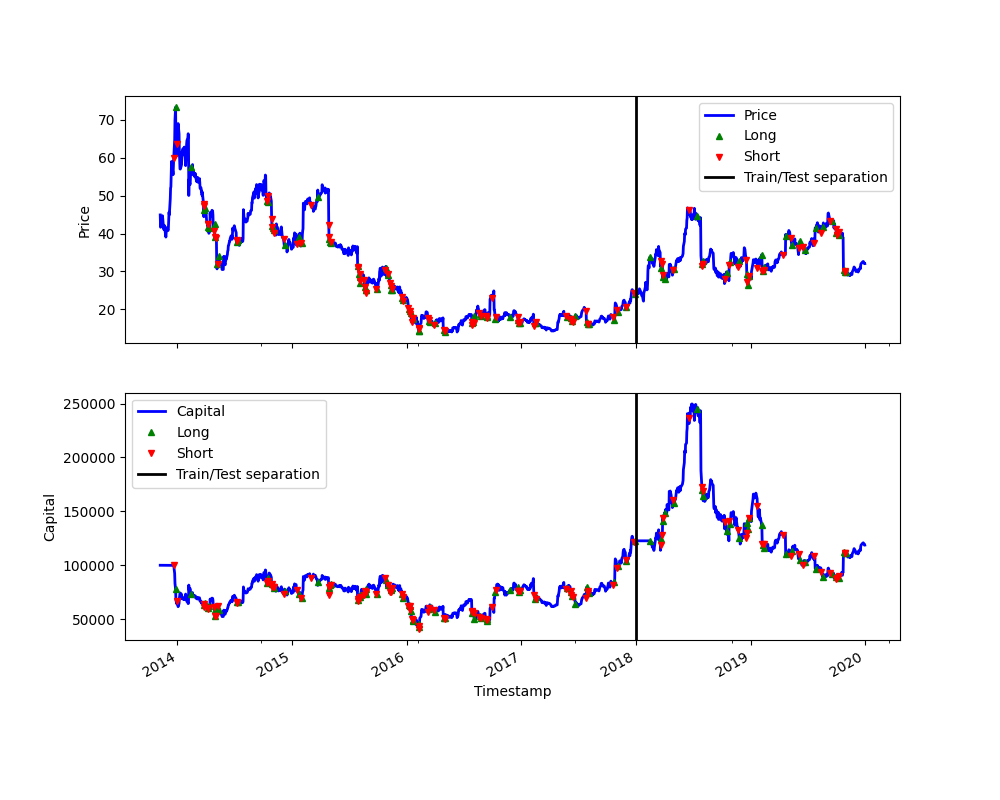 70
60
50
40
30
20
Price
Price
Long
Short
Train/Test separation
250000
200000
150000
100000
50000
Capital
Capital
Long
Short
Train/Test separation
2014
2015
2016
2017
2018
2019
2020
Timestamp